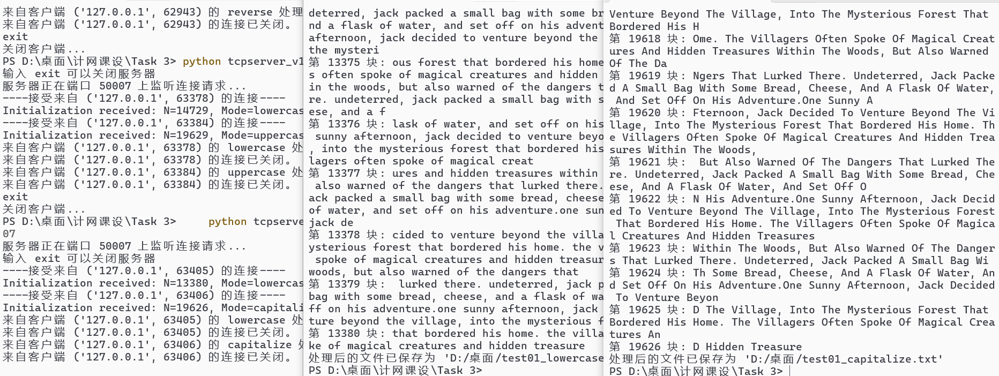 来自客户端 ('127.0.0.1', 62943) 的 reverse 处理
来自客户端 ('127.0.0.1', 62943) 的连接已关闭。
exit
关闭客户端...
PS D:\桌面\计网课设\Task 3> python tcpserver_v1
输入 exit 可以关闭服务器
服务器正在端口 50007 上监听连接请求...
----接受来自 ('127.0.0.1', 63378) 的连接----
Initialization received: N=14729, Mode=lowercas
----接受来自 ('127.0.0.1', 63384) 的连接----
Initialization received: N=19629, Mode=uppercas
来自客户端 ('127.0.0.1', 63378) 的 lowercase 处
来自客户端 ('127.0.0.1', 63378) 的连接已关闭。
来自客户端 ('127.0.0.1', 63384) 的 uppercase 处
来自客户端 ('127.0.0.1', 63384) 的连接已关闭。
exit
关闭客户端...
PS D:\桌面\计网课设\Task 3> python tcpserve
07
服务器正在端口 50007 上监听连接请求...
输入 exit 可以关闭服务器
----接受来自 ('127.0.0.1', 63405) 的连接----
Initialization received: N=13380, Mode=lowercas
----接受来自 ('127.0.0.1', 63406) 的连接----
Initialization received: N=19626, Mode=capitali
来自客户端 ('127.0.0.1', 63405) 的 lowercase 处
来自客户端 ('127.0.0.1', 63405) 的连接已关闭。
来自客户端 ('127.0.0.1', 63406) 的 capitalize 处
来自客户端 ('127.0.0.1', 63406) 的连接已关闭。
deterred, jack packed a small bag with some br
nd a flask of water, and set off on his advent
afternoon, jack decided to venture beyond the
the mysteri
第 13375 块: ous forest that bordered his home
s often spoke of magical creatures and hidden
in the woods, but also warned of the dangers t
re. undeterred, jack packed a small bag with s
ese, and a f
第 13376 块: lask of water, and set off on his
sunny afternoon, jack decided to venture beyo
, into the mysterious forest that bordered his
lagers often spoke of magical creat
第 13377 块: ures and hidden treasures within
also warned of the dangers that lurked there.
ack packed a small bag with some bread, cheese
of water, and set off on his adventure.one sun
jack de
第 13378 块: cided to venture beyond the villa
ysterious forest that bordered his home. the v
spoke of magical creatures and hidden treasur
woods, but also warned of the dangers that
第 13379 块:  lurked there. undeterred, jack p
bag with some bread, cheese, and a flask of wa
ff on his adventure.one sunny afternoon, jack
ture beyond the village, into the mysterious f
第 13380 块: that bordered his home. the villa
ke of magical creatures and hidden treasure
处理后的文件已保存为 'D:/桌面/test01_lowercase
PS D:\桌面\计网课设\Task 3>
Venture Beyond The Village, Into The Mysterious Forest That
Bordered His H
第 19618 块: Ome. The Villagers Often Spoke Of Magical Creat
ures And Hidden Treasures Within The Woods, But Also Warned
Of The Da
第 19619 块: Ngers That Lurked There. Undeterred, Jack Packe
d A Small Bag With Some Bread, Cheese, And A Flask Of Water,
And Set Off On His Adventure.One Sunny A
第 19620 块: Fternoon, Jack Decided To Venture Beyond The Vi
llage, Into The Mysterious Forest That Bordered His Home. Th
e Villagers Often Spoke Of Magical Creatures And Hidden Trea
sures Within The Woods,
第 19621 块:  But Also Warned Of The Dangers That Lurked The
re. Undeterred, Jack Packed A Small Bag With Some Bread, Che
ese, And A Flask Of Water, And Set Off O
第 19622 块: N His Adventure.One Sunny Afternoon, Jack Decid
ed To Venture Beyond The Village, Into The Mysterious Forest
That Bordered His Home. The Villagers Often Spoke Of Magica
l Creatures And Hidden Treasures
第 19623 块: Within The Woods, But Also Warned Of The Danger
s That Lurked There. Undeterred, Jack Packed A Small Bag Wi
第 19624 块: Th Some Bread, Cheese, And A Flask Of Water, An
d Set Off On His Adventure.One Sunny Afternoon, Jack Decided
To Venture Beyon
第 19625 块: D The Village, Into The Mysterious Forest That
Bordered His Home. The Villagers Often Spoke Of Magical Crea
tures An
第 19626 块: D Hidden Treasure
处理后的文件已保存为 'D:/桌面/test01_capitalize.txt'
PS D:\桌面\计网课设\Task 3>